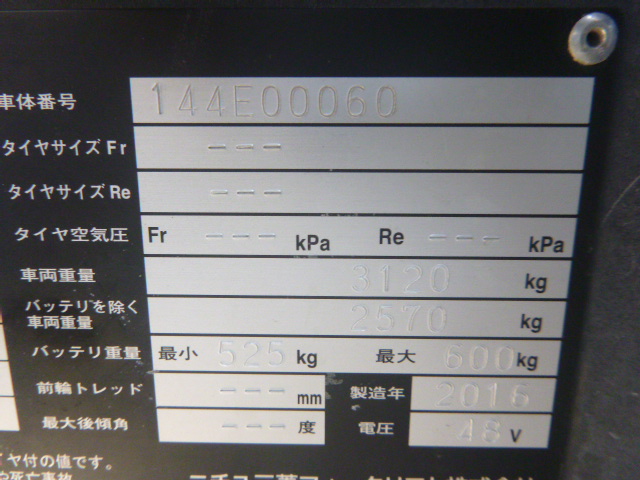 車体番号 144E00060
タイヤサイズ Fr ---
タイヤサイズ Re ---
タイヤ空気圧 Fr --- kPa Re --- kPa
車両重量 3120 kg
バッテリを除く車両重量 2570 kg
バッテリ重量 最小 525 kg 最大 600 kg
前輪トレッド --- mm 製造年 2016
最大後傾角 --- 度 電圧 48 V
ヤ付の値です。